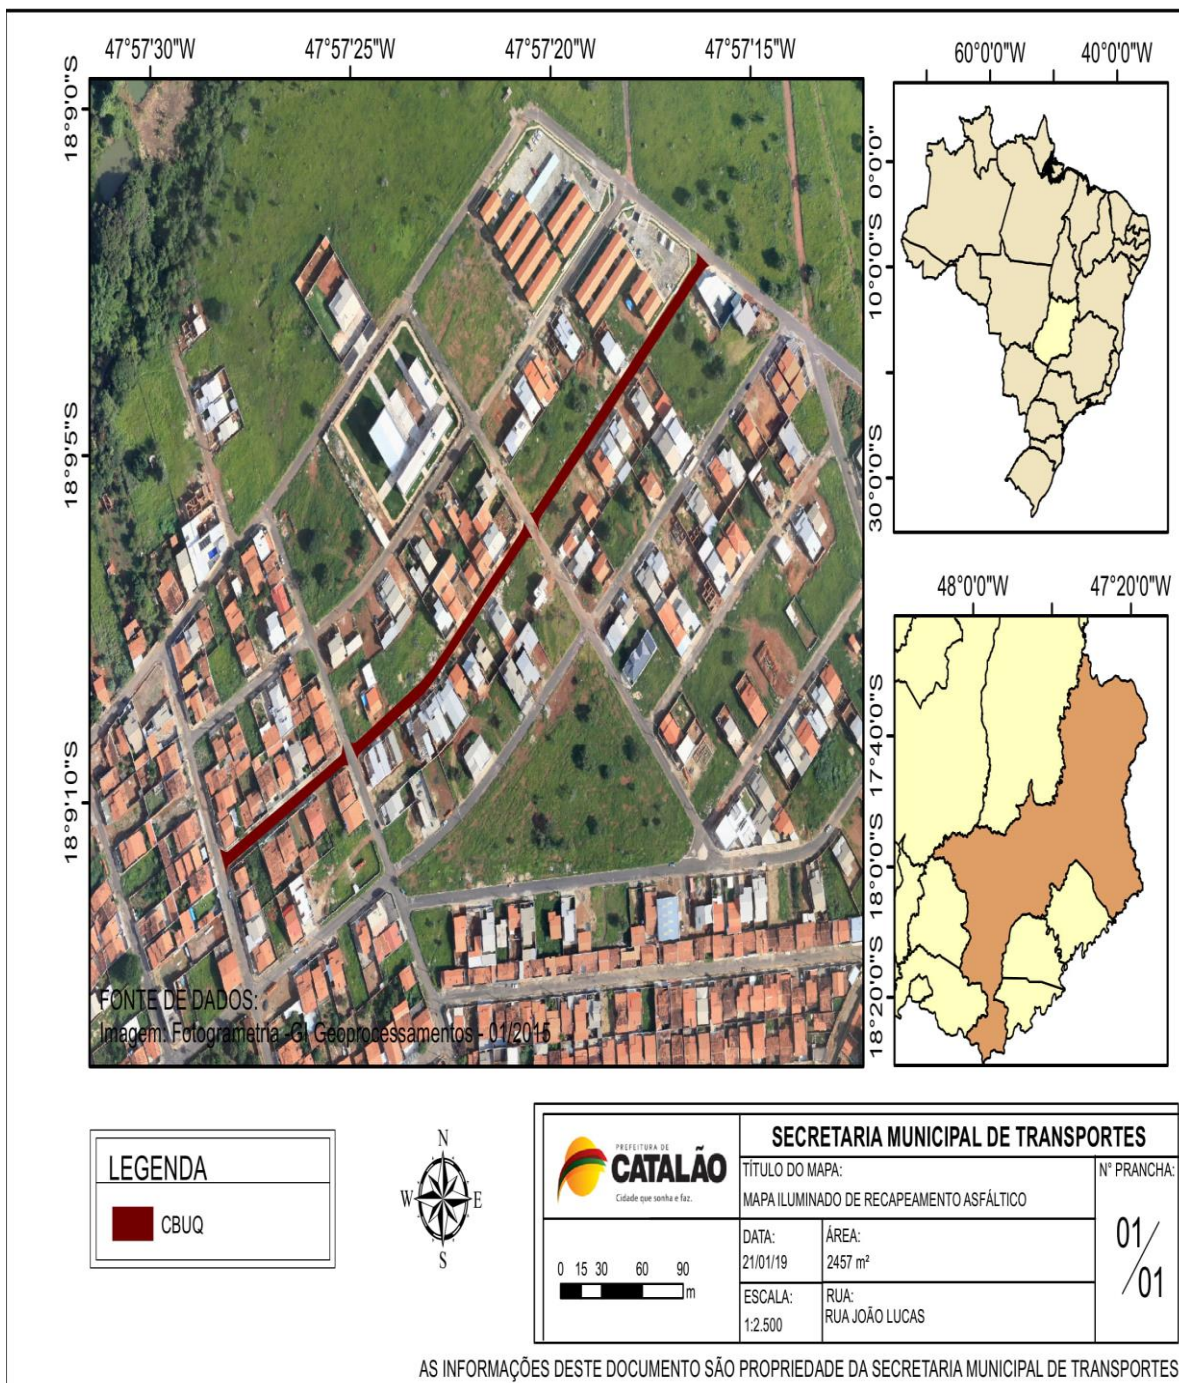 47°57'30"W 47°57'25"W 47°57'20"W 47°57'15"W
18°9'0"S
18°9'5"S
18°9'10"S
60°0'0"W 40°0'0"W
0°0'0"
10°0'0"S
30°0'0"S
48°0'0"W 47°20'0"W
17°40'0"S
18°0'0"S
18°20'0"S
FONTE DE DADOS:
Imagem: Fotogrametria -GI Geoprocessamentos - 01/2015
LEGENDA
CBUQ
N
W E
S
PREFEITURA DE
CATALÃO
Cidade que sonha e faz.
0 15 30 60 90
m
SECRETARIA MUNICIPAL DE TRANSPORTES
TÍTULO DO MAPA:
MAPA ILUMINADO DE RECAPEAMENTO ASFÁLTICO
N° PRANCHA:
01/01
DATA:
21/01/19
ÁREA:
2457 m²
ESCALA:
1:2.500
RUA:
RUA JOÃO LUCAS
AS INFORMAÇÕES DESTE DOCUMENTO SÃO PROPRIEDADE DA SECRETARIA MUNICIPAL DE TRANSPORTES